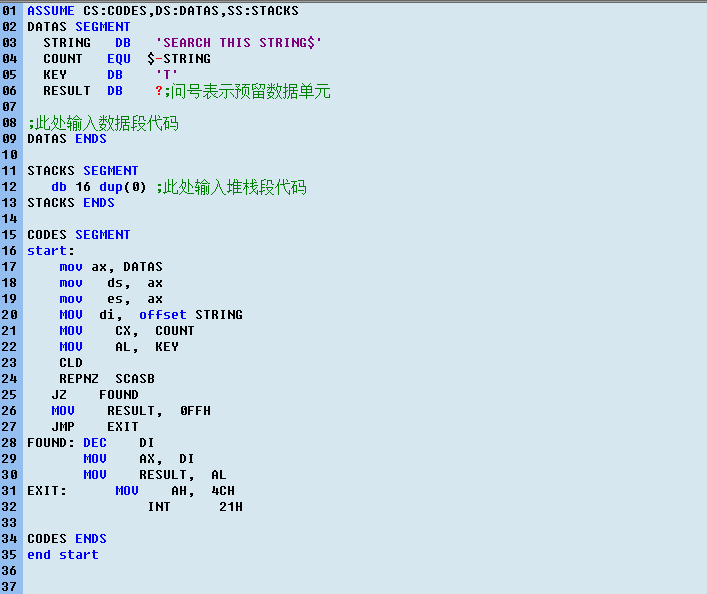 01 ASSUME CS:CODES,DS:DATAS,SS:STACKS
02 DATAS SEGMENT
03   STRING   DB   'SEARCH THIS STRING$'
04   COUNT   EQU  $-STRING
05   KEY     DB    'T'
06   RESULT  DB    ?;问号表示预留数据单元
07
08 ;此处输入数据段代码
09 DATAS ENDS
10
11 STACKS SEGMENT
12    db 16 dup(0) ;此处输入堆栈段代码
13 STACKS ENDS
14
15 CODES SEGMENT
16 start:
17     mov ax, DATAS
18     mov   ds,  ax
19     mov   es,  ax
20     MOV  di,  offset STRING
21     MOV    CX,  COUNT
22     MOV    AL,  KEY
23     CLD
24     REPNZ  SCASB
25    JZ    FOUND
26    MOV    RESULT,  0FFH
27    JMP    EXIT
28 FOUND: DEC    DI
29        MOV    AX,  DI
30        MOV    RESULT,  AL
31 EXIT:      MOV    AH,  4CH
32                INT      21H
33
34 CODES ENDS
35 end start
36
37